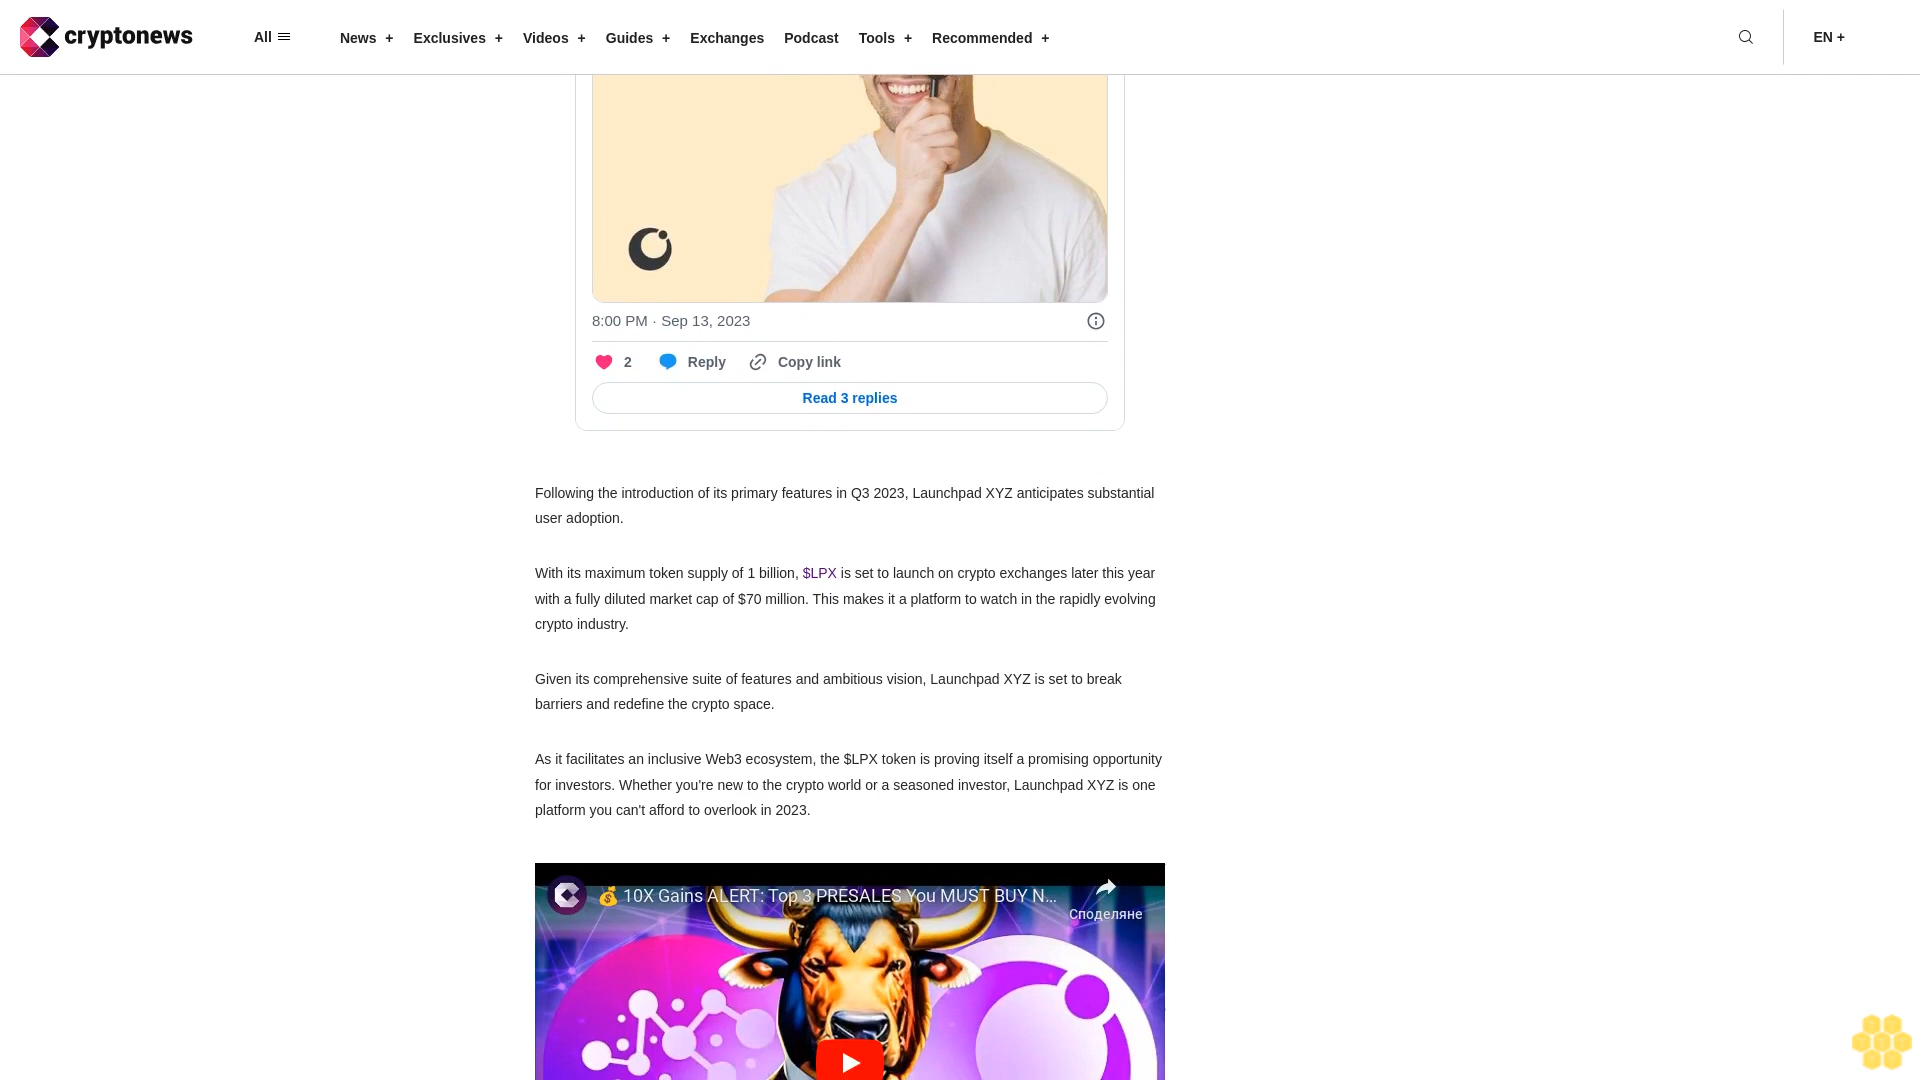 cryptonews
All
News +
Exclusives +
Videos +
Guides +
Exchanges
Podcast
Tools +
Recommended +
EN +
8:00 PM · Sep 13, 2023
2
Reply
Copy link
Read 3 replies
Following the introduction of its primary features in Q3 2023, Launchpad XYZ anticipates substantial
user adoption.
With its maximum token supply of 1 billion, $LPX is set to launch on crypto exchanges later this year
with a fully diluted market cap of $70 million. This makes it a platform to watch in the rapidly evolving
crypto industry.
Given its comprehensive suite of features and ambitious vision, Launchpad XYZ is set to break
barriers and redefine the crypto space.
As it facilitates an inclusive Web3 ecosystem, the $LPX token is proving itself a promising opportunity
for investors. Whether you're new to the crypto world or a seasoned investor, Launchpad XYZ is one
platform you can't afford to overlook in 2023.
💰 10X Gains ALERT: Top 3 PRESALES You MUST BUY N...
Споделяне